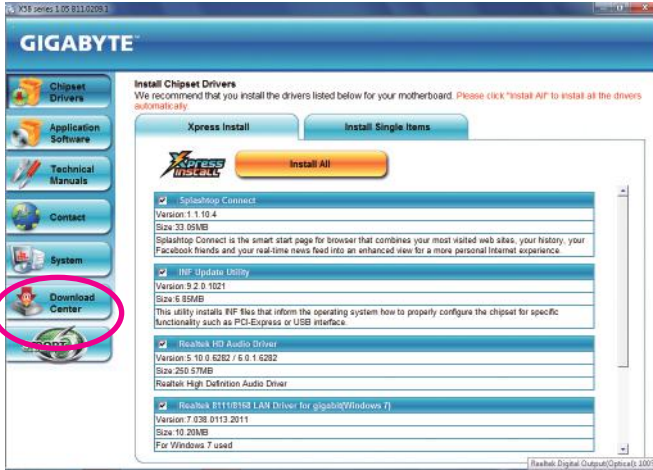 X58 series 1.05 B11.0209.1
GIGABYTE™
Chipset
Drivers
Application
Software
Technical
Manuals
Contact
System
Download
Center
Install Chipset Drivers
We recommend that you install the drivers listed below for your motherboard. Please click "Install All" to install all the drivers
automatically.
Xpress Install
Install Single Items
Xpress
INSTALL
Install All
Splashtop Connect
Version:1.1.10.4
Size:33.05MB
Splashtop Connect is the smart start page for browser that combines your most visited web sites, your history, your
Facebook friends and your real-time news feed into an enhanced view for a more personal Internet experience.
INF Update Utility
Version:9.2.0.1021
Size:6.85MB
This utility installs INF files that inform the operating system how to properly configure the chipset for specific
functionality such as PCI-Express or USB interface.
Realtek HD Audio Driver
Version:5.10.0.6282 / 6.0.1.6282
Size:250.57MB
Realtek High Definition Audio Driver
Realtek 8111/8168 LAN Driver for gigabit(Windows 7)
Version:7.038.0113.2011
Size:10.20MB
For Windows 7 used
Realtek Digital Output(Optical): 100%